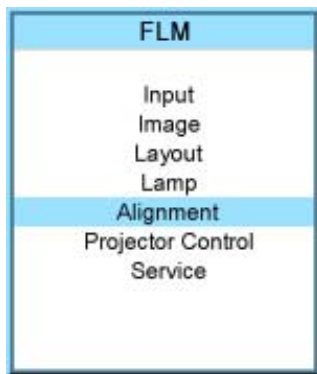 FLM
Input
Image
Layout
Lamp
Alignment
Projector Control
Service